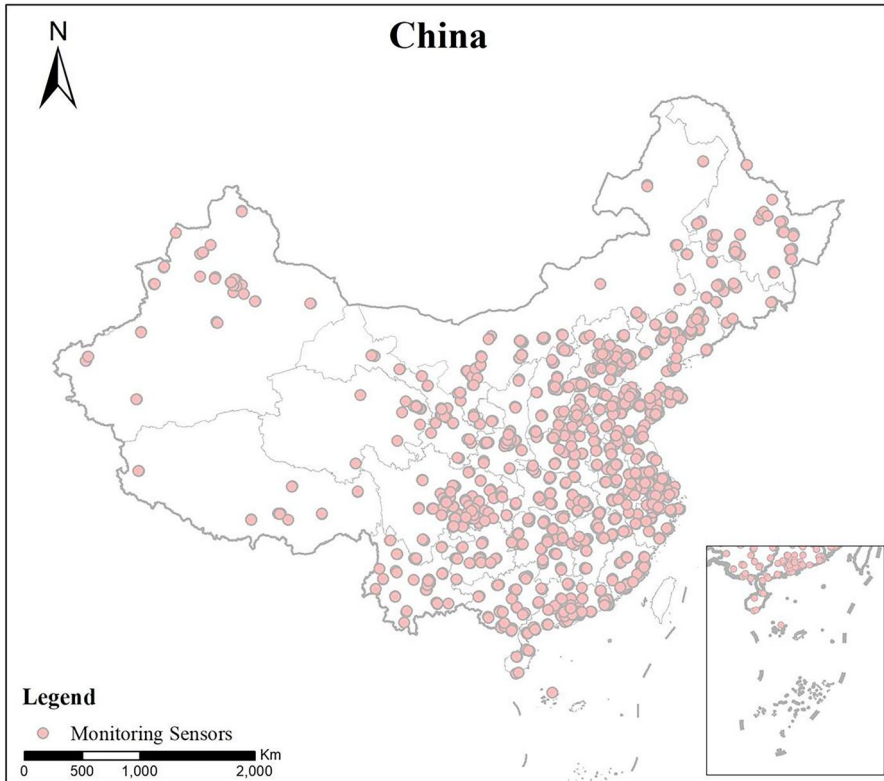 China
N
Legend
Monitoring Sensors
Km
0 500 1,000 2,000